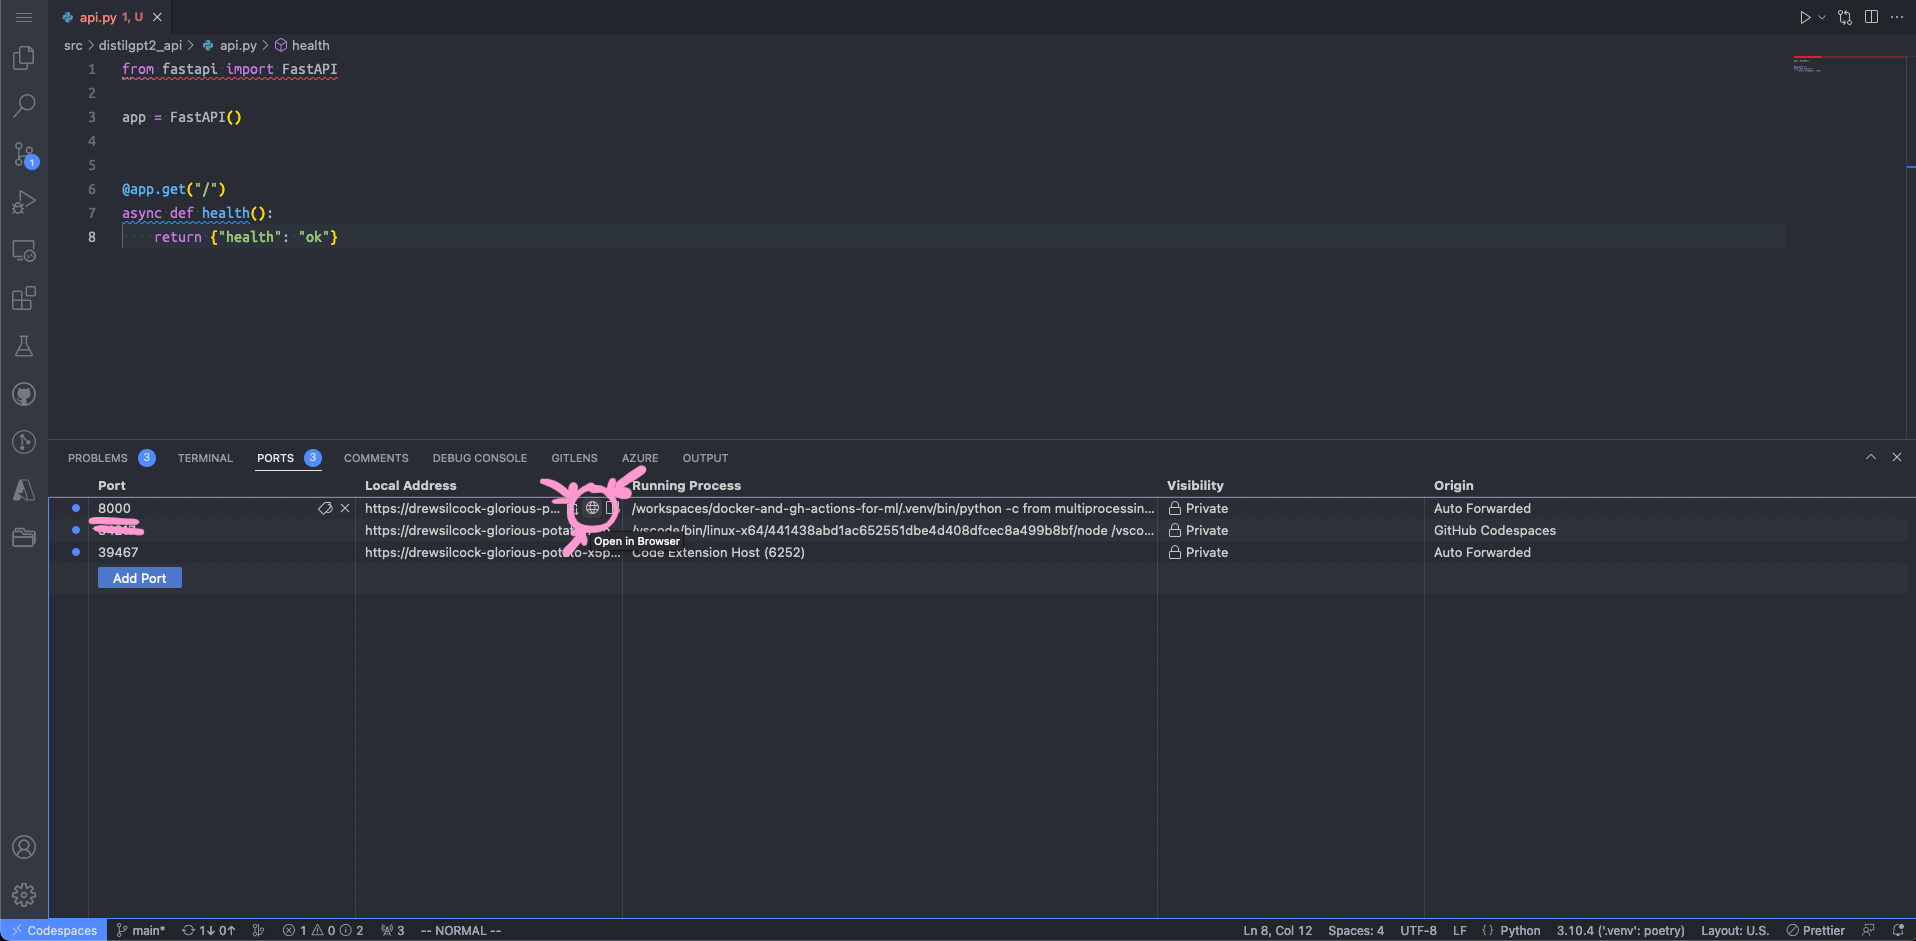 api.py 1, U
src > distilgpt2_api > api.py > health
1 from fastapi import FastAPI
2
3 app = FastAPI()
4
5
6 @app.get("/")
7 async def health():
8 return {"health": "ok"}
1
PROBLEMS 3 TERMINAL PORTS 3 COMMENTS DEBUG CONSOLE GITLENS AZURE OUTPUT
Port Local Address Running Process Visibility Origin
8000 https://drewsilcock-glorious-p... /workspaces/docker-and-gh-actions-for-ml/.venv/bin/python -c from multiprocessin... Private Auto Forwarded
https://drewsilcock-glorious-potat /vscode/bin/linux-x64/441438abd1ac652551dbe4d408dfcec8a499b8bf/node /vsco... Private GitHub Codespaces
Open in Browser
39467 https://drewsilcock-glorious-potato-x5p... Code Extension Host (6252) Private Auto Forwarded
Add Port
Codespaces main* 1↓ 0↑ 1 0 2 3 -- NORMAL -- Ln 8, Col 12 Spaces: 4 UTF-8 LF {} Python 3.10.4 ('.venv': poetry) Layout: U.S. Prettier